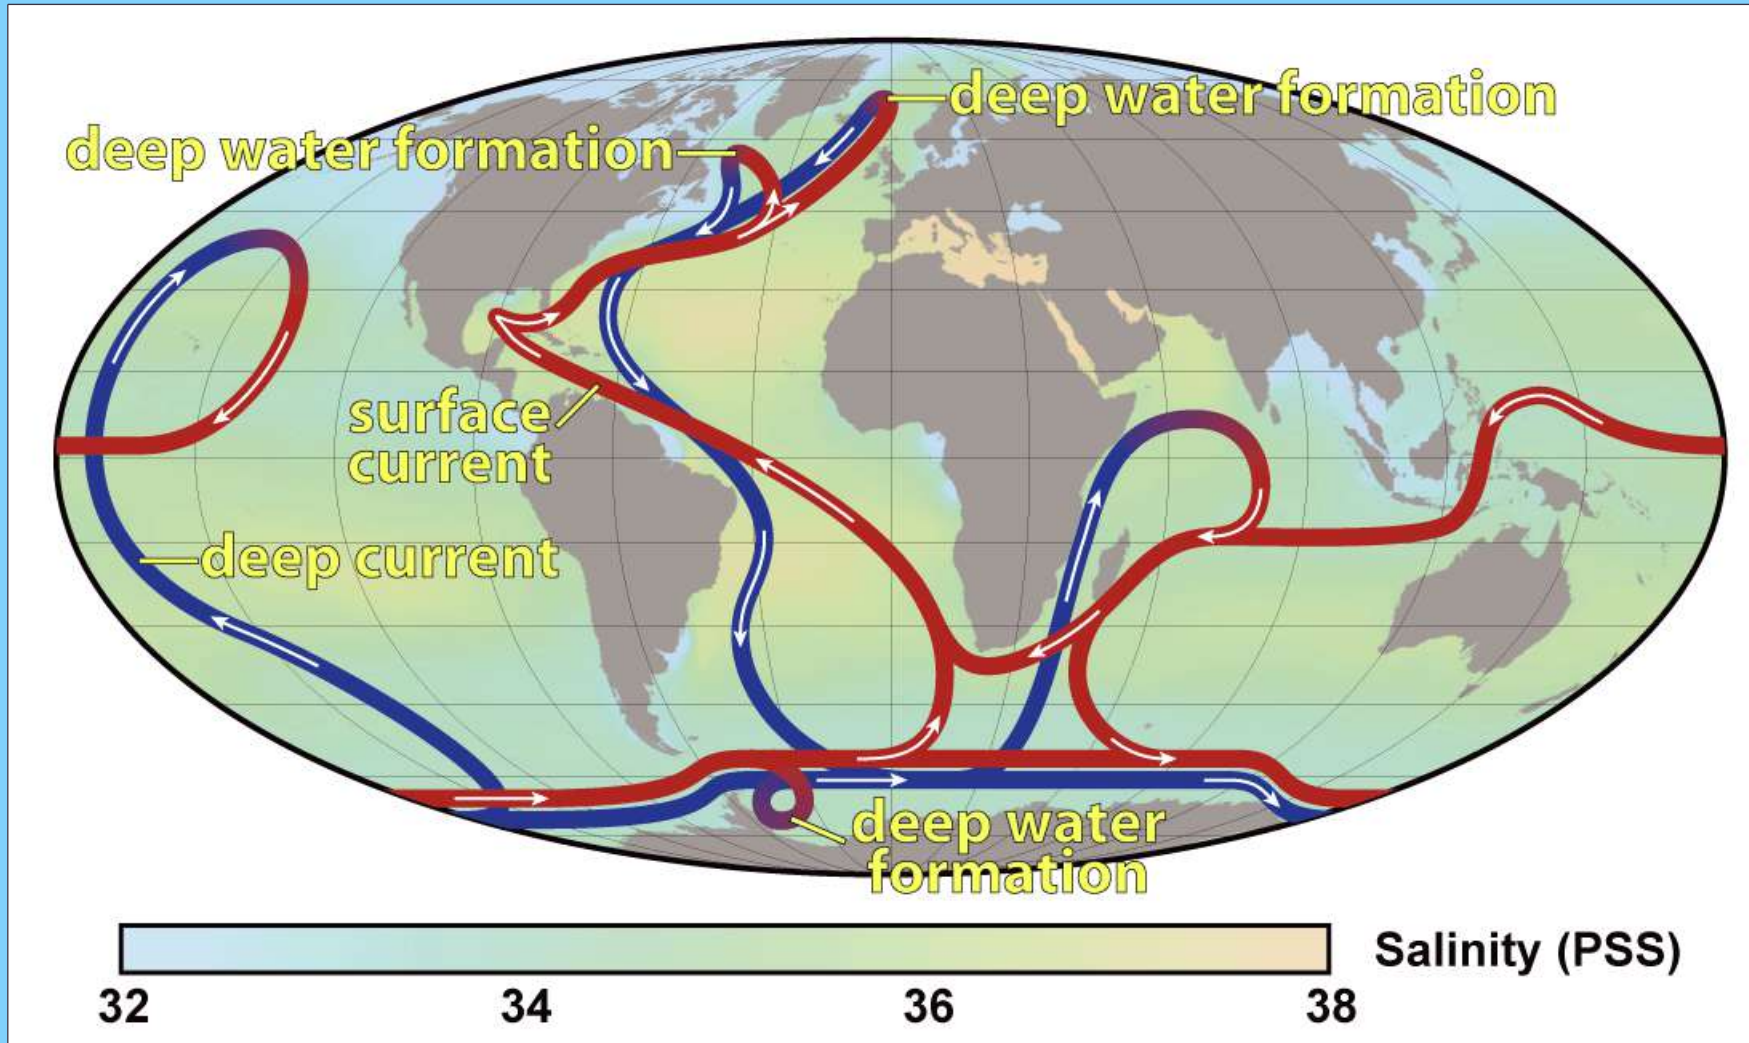 deep water formation
deep water formation
surface
current
deep current
deep water
formation
Salinity (PSS)
32
34
36
38